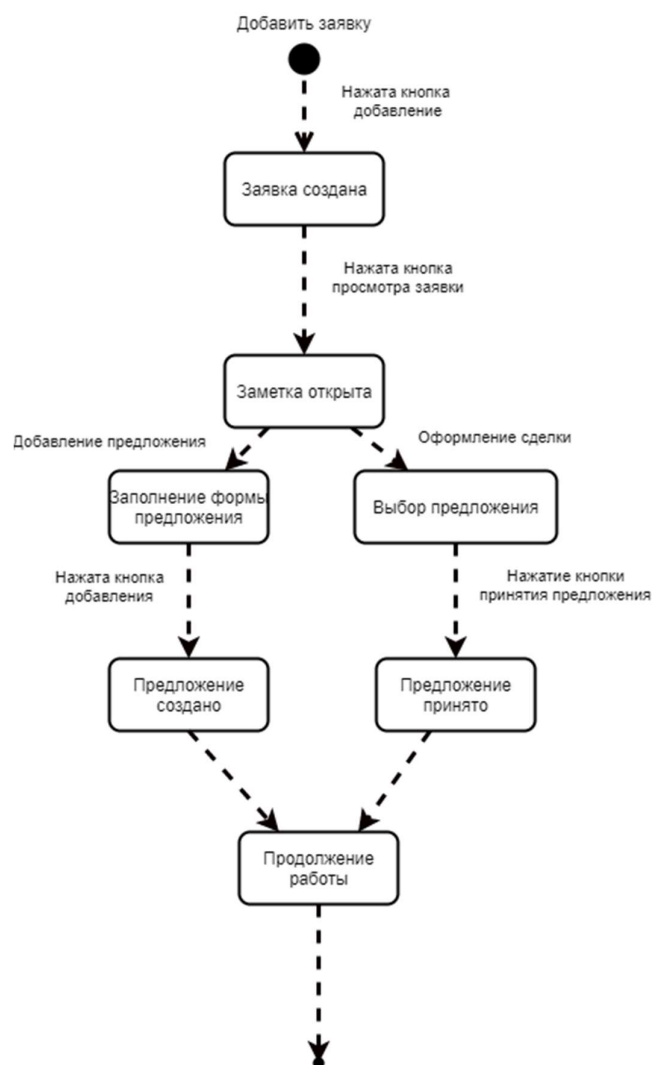 Добавить заявку
Нажата кнопка
добавление
Заявка создана
Нажата кнопка
просмотра заявки
Заметка открыта
Добавление предложения
Оформление сделки
Заполнение формы
предложения
Выбор предложения
Нажата кнопка
добавления
Нажатие кнопки
принятия предложения
Предложение
создано
Предложение
принято
Продолжение
работы